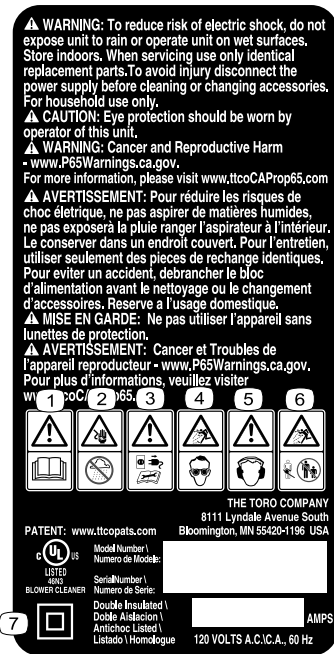 ⚠ WARNING: To reduce risk of electric shock, do not
expose unit to rain or operate unit on wet surfaces.
Store indoors. When servicing use only identical
replacement parts.To avoid injury disconnect the
power supply before cleaning or changing accessories.
For household use only.
⚠ CAUTION: Eye protection should be worn by
operator of this unit.
⚠ WARNING: Cancer and Reproductive Harm
- www.P65Warnings.ca.gov.
For more information, please visit www.ttcoCAProp65.com
⚠ AVERTISSEMENT: Pour réduire les risques de
choc életrique, ne pas aspirer de matières humides,
ne pas exposerà la pluie ranger l'aspirateur à l'intérieur.
Le conserver dans un endroit couvert. Pour l'entretien,
utiliser seulement des pieces de rechange identiques.
Pour eviter un accident, debrancher le bloc
d'alimentation avant le nettoyage ou le changement
d'accessoires. Reserve a l'usage domestique.
⚠ MISE EN GARDE: Ne pas utiliser l'appareil sans
lunettes de protection.
⚠ AVERTISSEMENT: Cancer et Troubles de
l'appareil reproducteur - www.P65Warnings.ca.gov.
Pour plus d'informations, veuillez visiter
1 2 3 4 5 6
THE TORO COMPANY
8111 Lyndale Avenue South
PATENT: www.ttcopats.com Bloomington, MN 55420-1196 USA
c UL US
LISTED
46N3
BLOWER CLEANER
Model Number \
Numero de Modele:
SerialNumber \
Numero de Serie:
7
Double Insulated \
Doble Aislacion \
Antichoc Listed \
Listado \ Homologue
AMPS
120 VOLTS A.C.\C.A., 60 Hz